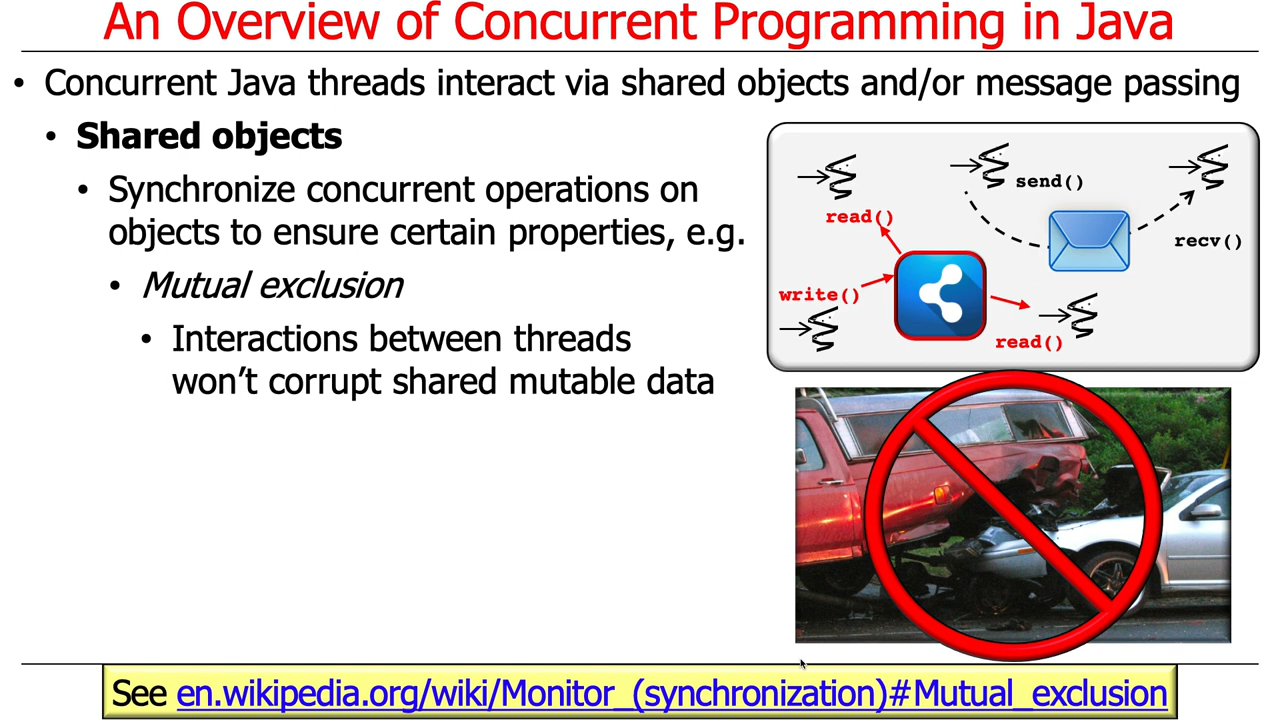 An Overview of Concurrent Programming in Java
• Concurrent Java threads interact via shared objects and/or message passing
• Shared objects
• Synchronize concurrent operations on
objects to ensure certain properties, e.g.
• Mutual exclusion
• Interactions between threads
won’t corrupt shared mutable data
send()
read()
recv()
write()
read()
See en.wikipedia.org/wiki/Monitor_(synchronization)#Mutual_exclusion